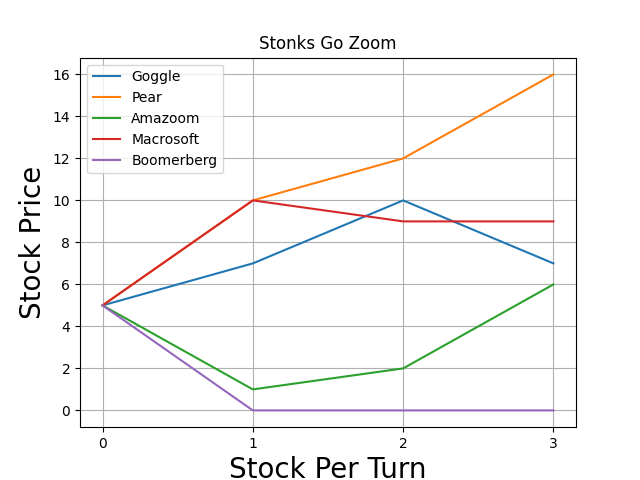 Stonks Go Zoom
Goggle
Pear
Amazoom
Macrosoft
Boomerberg
Stock Price
16
14
12
10
8
6
4
2
0
0 1 2 3
Stock Per Turn